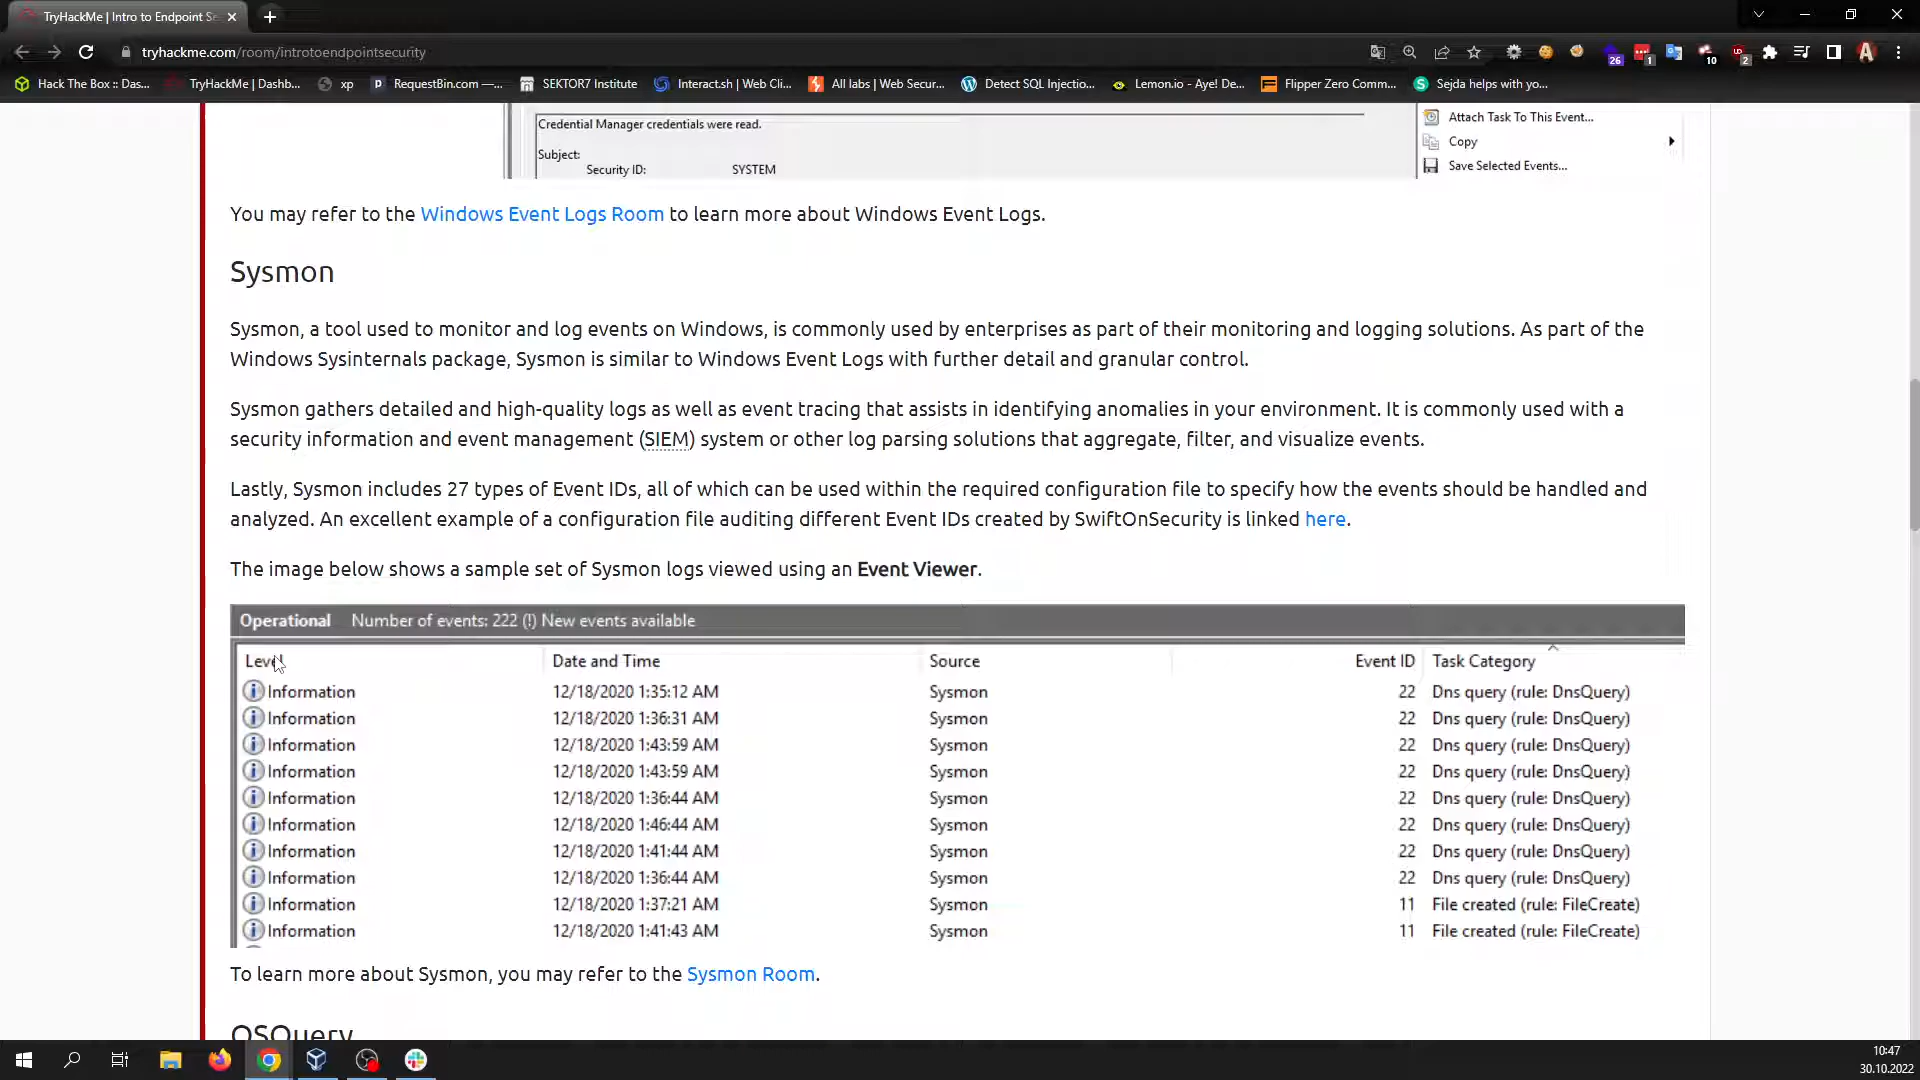 TryHackMe | Intro to Endpoint Se
tryhackme.com/room/introtoendpointsecurity
26 1 10 2 A
Hack The Box :: Das... TryHackMe | Dashb... xp RequestBin.com —... SEKTOR7 Institute Interact.sh | Web Cli... All labs | Web Secur... Detect SQL Injectio... Lemon.io - Aye! De... Flipper Zero Comm... Sejda helps with yo...
Credential Manager credentials were read.
Subject:
Security ID: SYSTEM
Attach Task To This Event...
Copy
Save Selected Events...
You may refer to the Windows Event Logs Room to learn more about Windows Event Logs.
Sysmon
Sysmon, a tool used to monitor and log events on Windows, is commonly used by enterprises as part of their monitoring and logging solutions. As part of the
Windows Sysinternals package, Sysmon is similar to Windows Event Logs with further detail and granular control.
Sysmon gathers detailed and high-quality logs as well as event tracing that assists in identifying anomalies in your environment. It is commonly used with a
security information and event management (SIEM) system or other log parsing solutions that aggregate, filter, and visualize events.
Lastly, Sysmon includes 27 types of Event IDs, all of which can be used within the required configuration file to specify how the events should be handled and
analyzed. An excellent example of a configuration file auditing different Event IDs created by SwiftOnSecurity is linked here.
The image below shows a sample set of Sysmon logs viewed using an Event Viewer.
Operational Number of events: 222 (!) New events available
Level Date and Time Source Event ID Task Category
Information 12/18/2020 1:35:12 AM Sysmon 22 Dns query (rule: DnsQuery)
Information 12/18/2020 1:36:31 AM Sysmon 22 Dns query (rule: DnsQuery)
Information 12/18/2020 1:43:59 AM Sysmon 22 Dns query (rule: DnsQuery)
Information 12/18/2020 1:43:59 AM Sysmon 22 Dns query (rule: DnsQuery)
Information 12/18/2020 1:36:44 AM Sysmon 22 Dns query (rule: DnsQuery)
Information 12/18/2020 1:46:44 AM Sysmon 22 Dns query (rule: DnsQuery)
Information 12/18/2020 1:41:44 AM Sysmon 22 Dns query (rule: DnsQuery)
Information 12/18/2020 1:36:44 AM Sysmon 22 Dns query (rule: DnsQuery)
Information 12/18/2020 1:37:21 AM Sysmon 11 File created (rule: FileCreate)
Information 12/18/2020 1:41:43 AM Sysmon 11 File created (rule: FileCreate)
To learn more about Sysmon, you may refer to the Sysmon Room.
OSQuery
10:47
30.10.2022